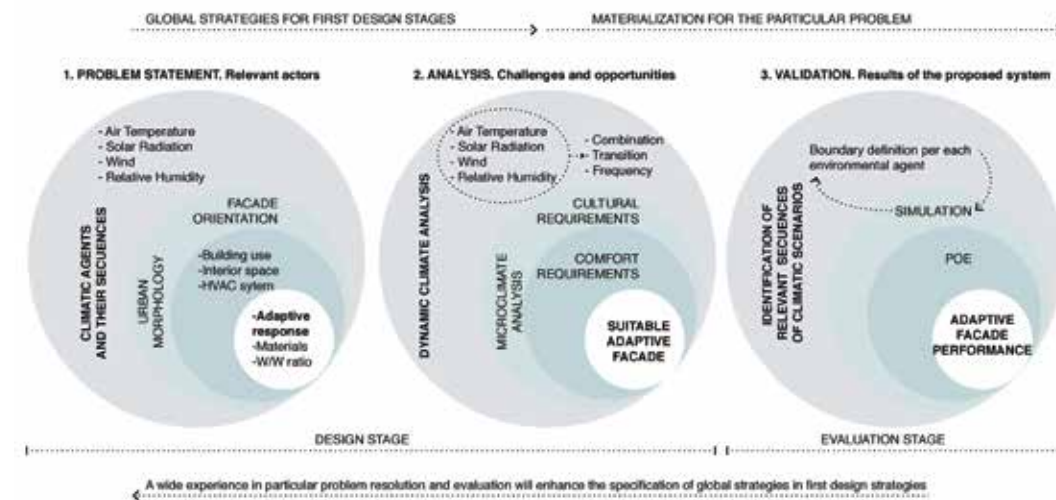 GLOBAL STRATEGIES FOR FIRST DESIGN STAGES
MATERIALIZATION FOR THE PARTICULAR PROBLEM
1. PROBLEM STATEMENT. Relevant actors
- Air Temperature
- Solar Radiation
- Wind
- Relative Humidity
CLIMATIC AGENTS
AND THEIR SECUENCES
FACADE
ORIENTATION
URBAN
MORPHOLOGY
-Building use
-Interior space
-HVAC sytem
-Adaptive
response
-Materials
-W/W ratio
2. ANALYSIS. Challenges and opportunities
- Air Temperature
- Solar Radiation
- Wind
- Relative Humidity
- Combination
- Transition
- Frequency
DYNAMIC CLIMATE ANALYSIS
CULTURAL
REQUIREMENTS
MICROCLIMATE
ANALYSIS
COMFORT
REQUIREMENTS
SUITABLE
ADAPTIVE
FACADE
3. VALIDATION. Results of the proposed system
Boundary definition per each
environmental agent
IDENTIFICATION OF
RELEVANT SECUENCES
OF CLIMATIC SCENARIOS
SIMULATION
POE
ADAPTIVE
FACADE
PERFORMANCE
DESIGN STAGE
EVALUATION STAGE
A wide experience in particular problem resolution and evaluation will enhance the specification of global strategies in first design strategies